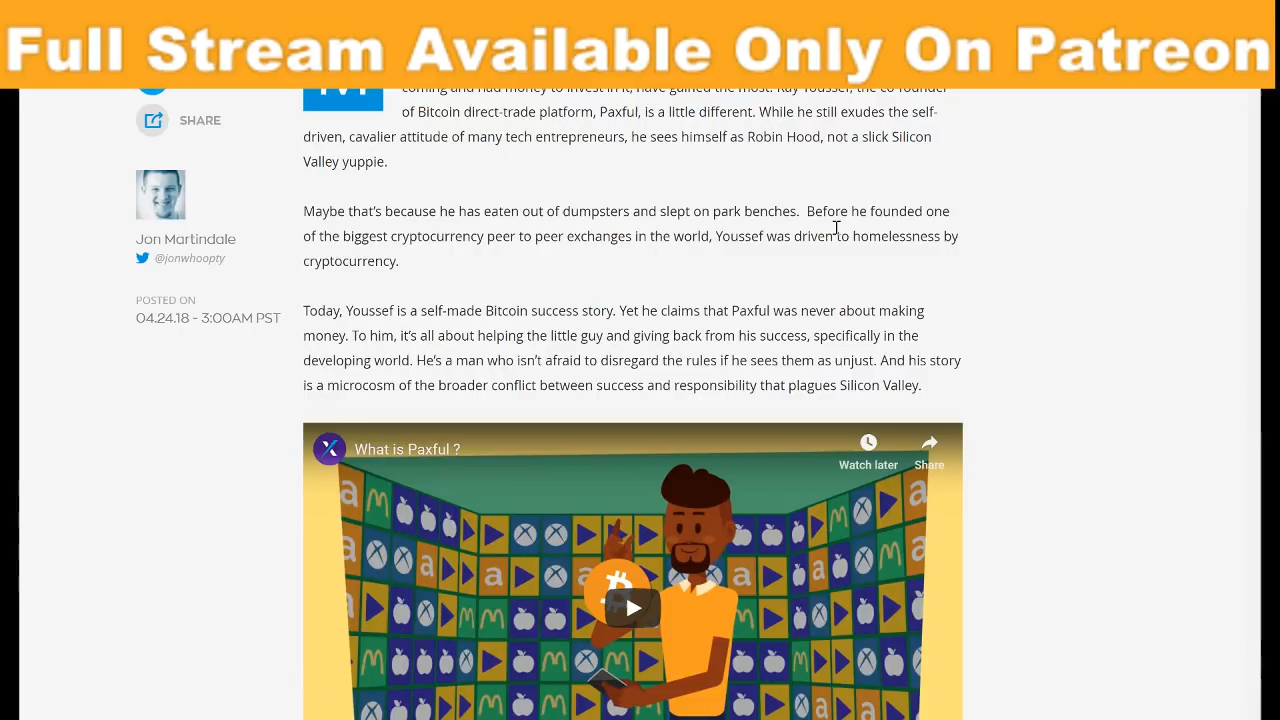 Full Stream Available Only On Patreon
coming and had money to invest in it, have gained the most. Ray Youssef, the co-founder
of Bitcoin direct-trade platform, Paxful, is a little different. While he still exudes the self-
SHARE
driven, cavalier attitude of many tech entrepreneurs, he sees himself as Robin Hood, not a slick Silicon
Valley yuppie.
Jon Martindale
@jonwhoopty
POSTED ON
04.24.18 - 3:00AM PST
Maybe that's because he has eaten out of dumpsters and slept on park benches.  Before he founded one
of the biggest cryptocurrency peer to peer exchanges in the world, Youssef was driven to homelessness by
cryptocurrency.
Today, Youssef is a self-made Bitcoin success story. Yet he claims that Paxful was never about making
money. To him, it's all about helping the little guy and giving back from his success, specifically in the
developing world. He's a man who isn't afraid to disregard the rules if he sees them as unjust. And his story
is a microcosm of the broader conflict between success and responsibility that plagues Silicon Valley.
What is Paxful ?
Watch later
Share